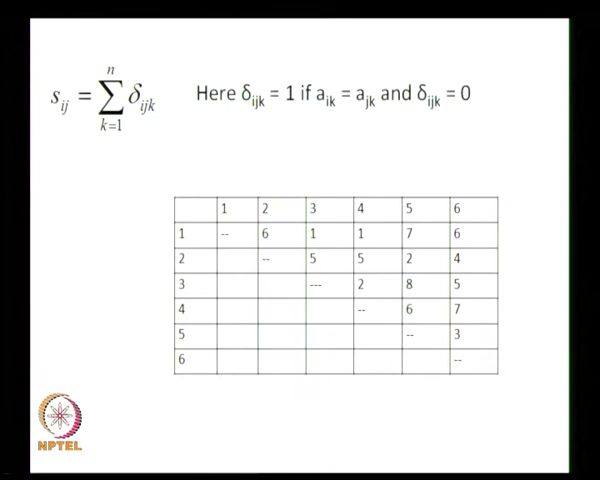 s_ij = \sum_{k=1}^{n} δ_ijk Here δ_ijk = 1 if a_ik = a_jk and δ_ijk = 0
1 2 3 4 5 6
1 -- 6 1 1 7 6
2 -- 5 5 2 4
3 --- 2 8 5
4 -- 6 7
5 -- 3
6 --
NPTEL